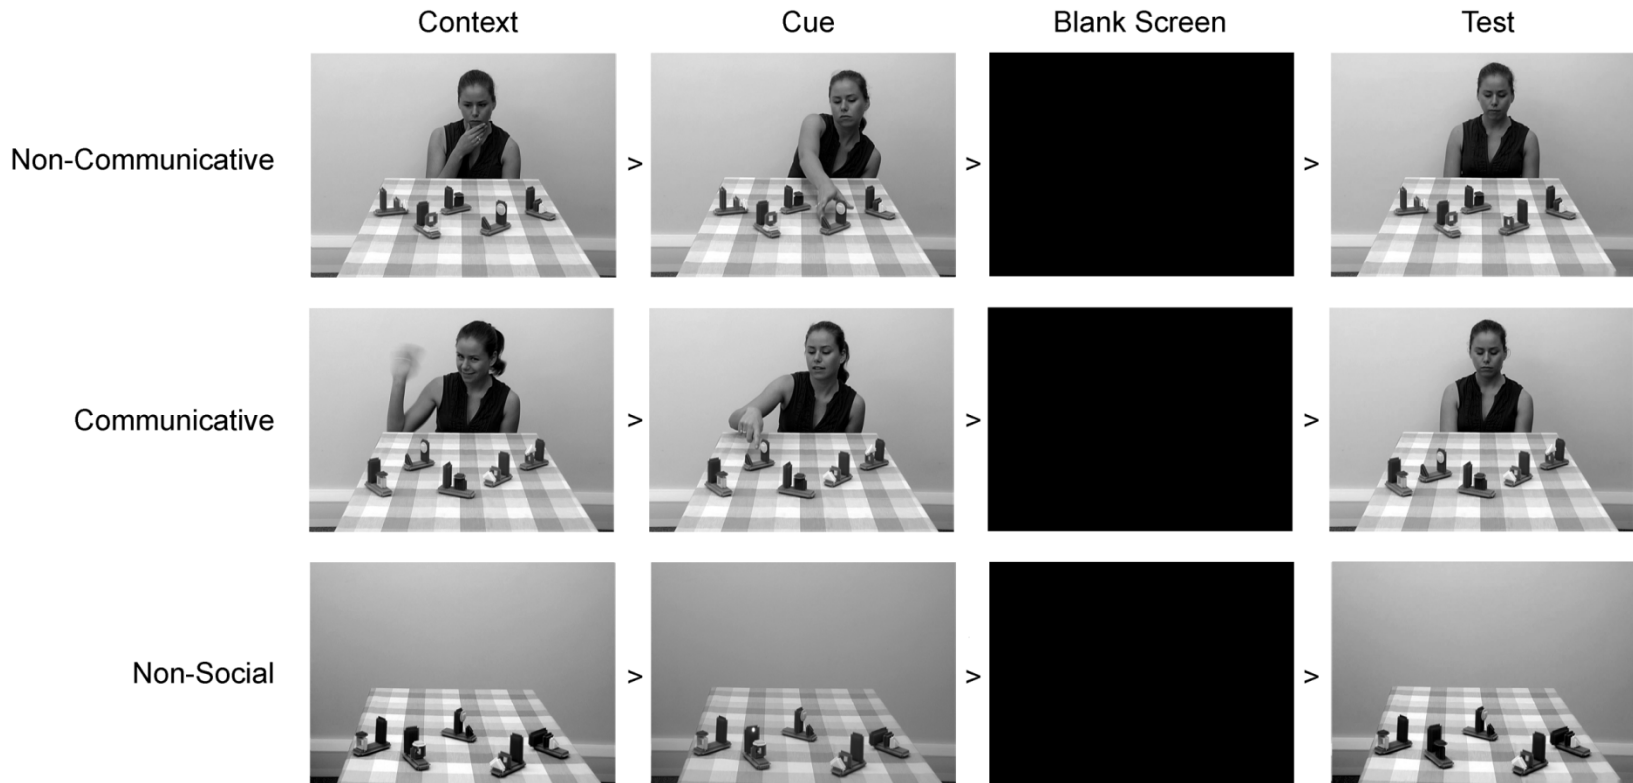 Context Cue Blank Screen Test
Non-Communicative > > >
Communicative > > >
Non-Social > > >